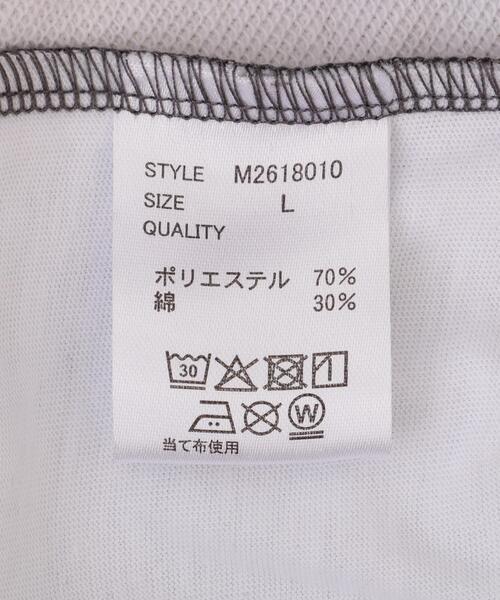 STYLE M2618010
SIZE L
QUALITY
ポリエステル 70%
綿 30%
30
W
当て布使用